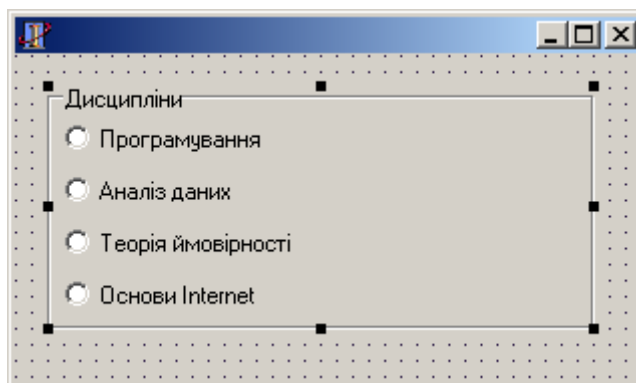 Дисципліни
Програмування
Аналіз даних
Теорія ймовірності
Основи Internet